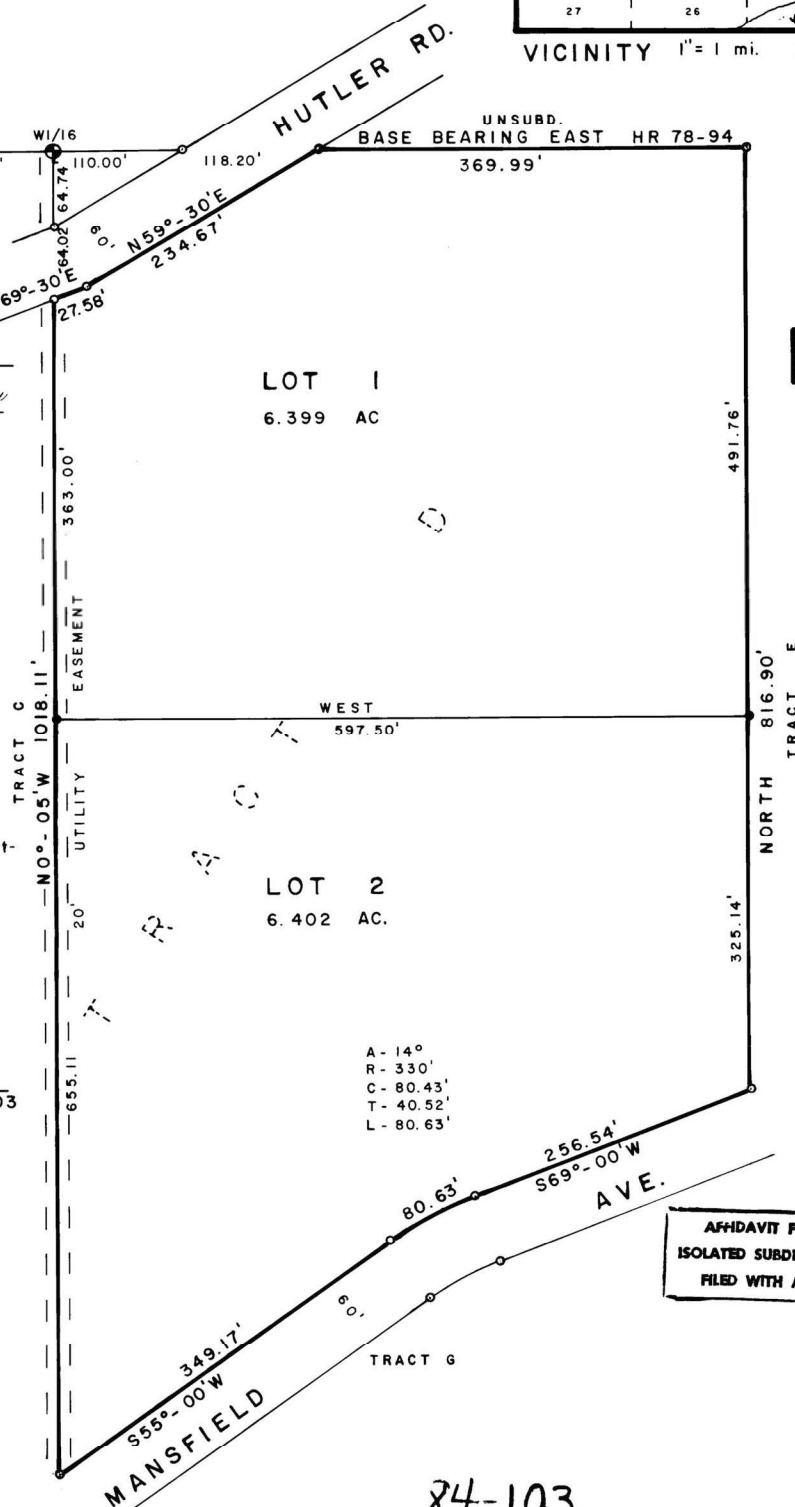 27
26
VICINITY 1"= 1 mi.
HUTLER RD.
W1/16
110.00'
118.20'
UNSUBD.
BASE BEARING EAST HR 78-94
369.99'
64.74'
64.02'
60'
N59°-30'E
234.67'
69°-30'E
27.58'
LOT 1
6.399 AC
491.76'
363.00'
D
EASEMENT
TRACT C
N0°-05'W 1018.11'
WEST
597.50'
NORTH 816.90'
TRACT E
UTILITY
20'
TRACT
LOT 2
6.402 AC.
325.14'
655.11
A - 14°
R - 330'
C - 80.43'
T - 40.52'
L - 80.63'
256.54'
S69°-00'W
80.63'
AVE.
AFFIDAVIT
ISOLATED
FILED WITH
60'
349.17'
S55°-00'W
TRACT G
MANSFIELD
84-103